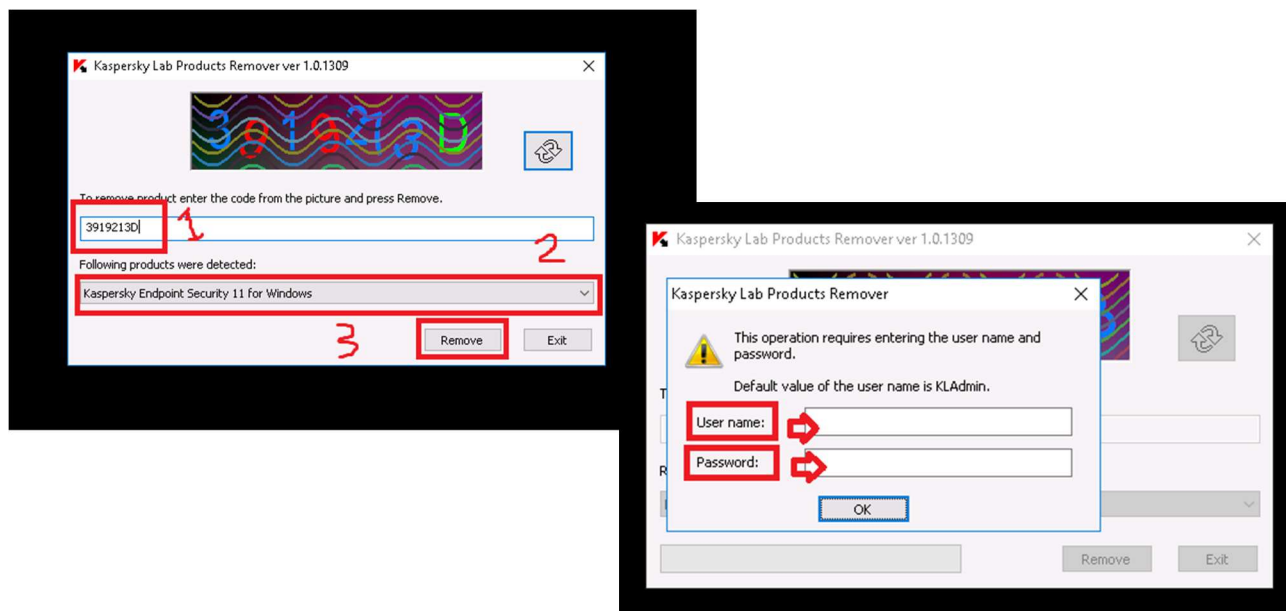 Kaspersky Lab Products Remover ver 1.0.1309
3919213D
To remove product enter the code from the picture and press Remove.
3919213D
1
2
Following products were detected:
Kaspersky Endpoint Security 11 for Windows
3
Remove
Exit
Kaspersky Lab Products Remover ver 1.0.1309
Kaspersky Lab Products Remover
This operation requires entering the user name and
password.
Default value of the user name is KLAdmin.
User name:
Password:
OK
Remove
Exit